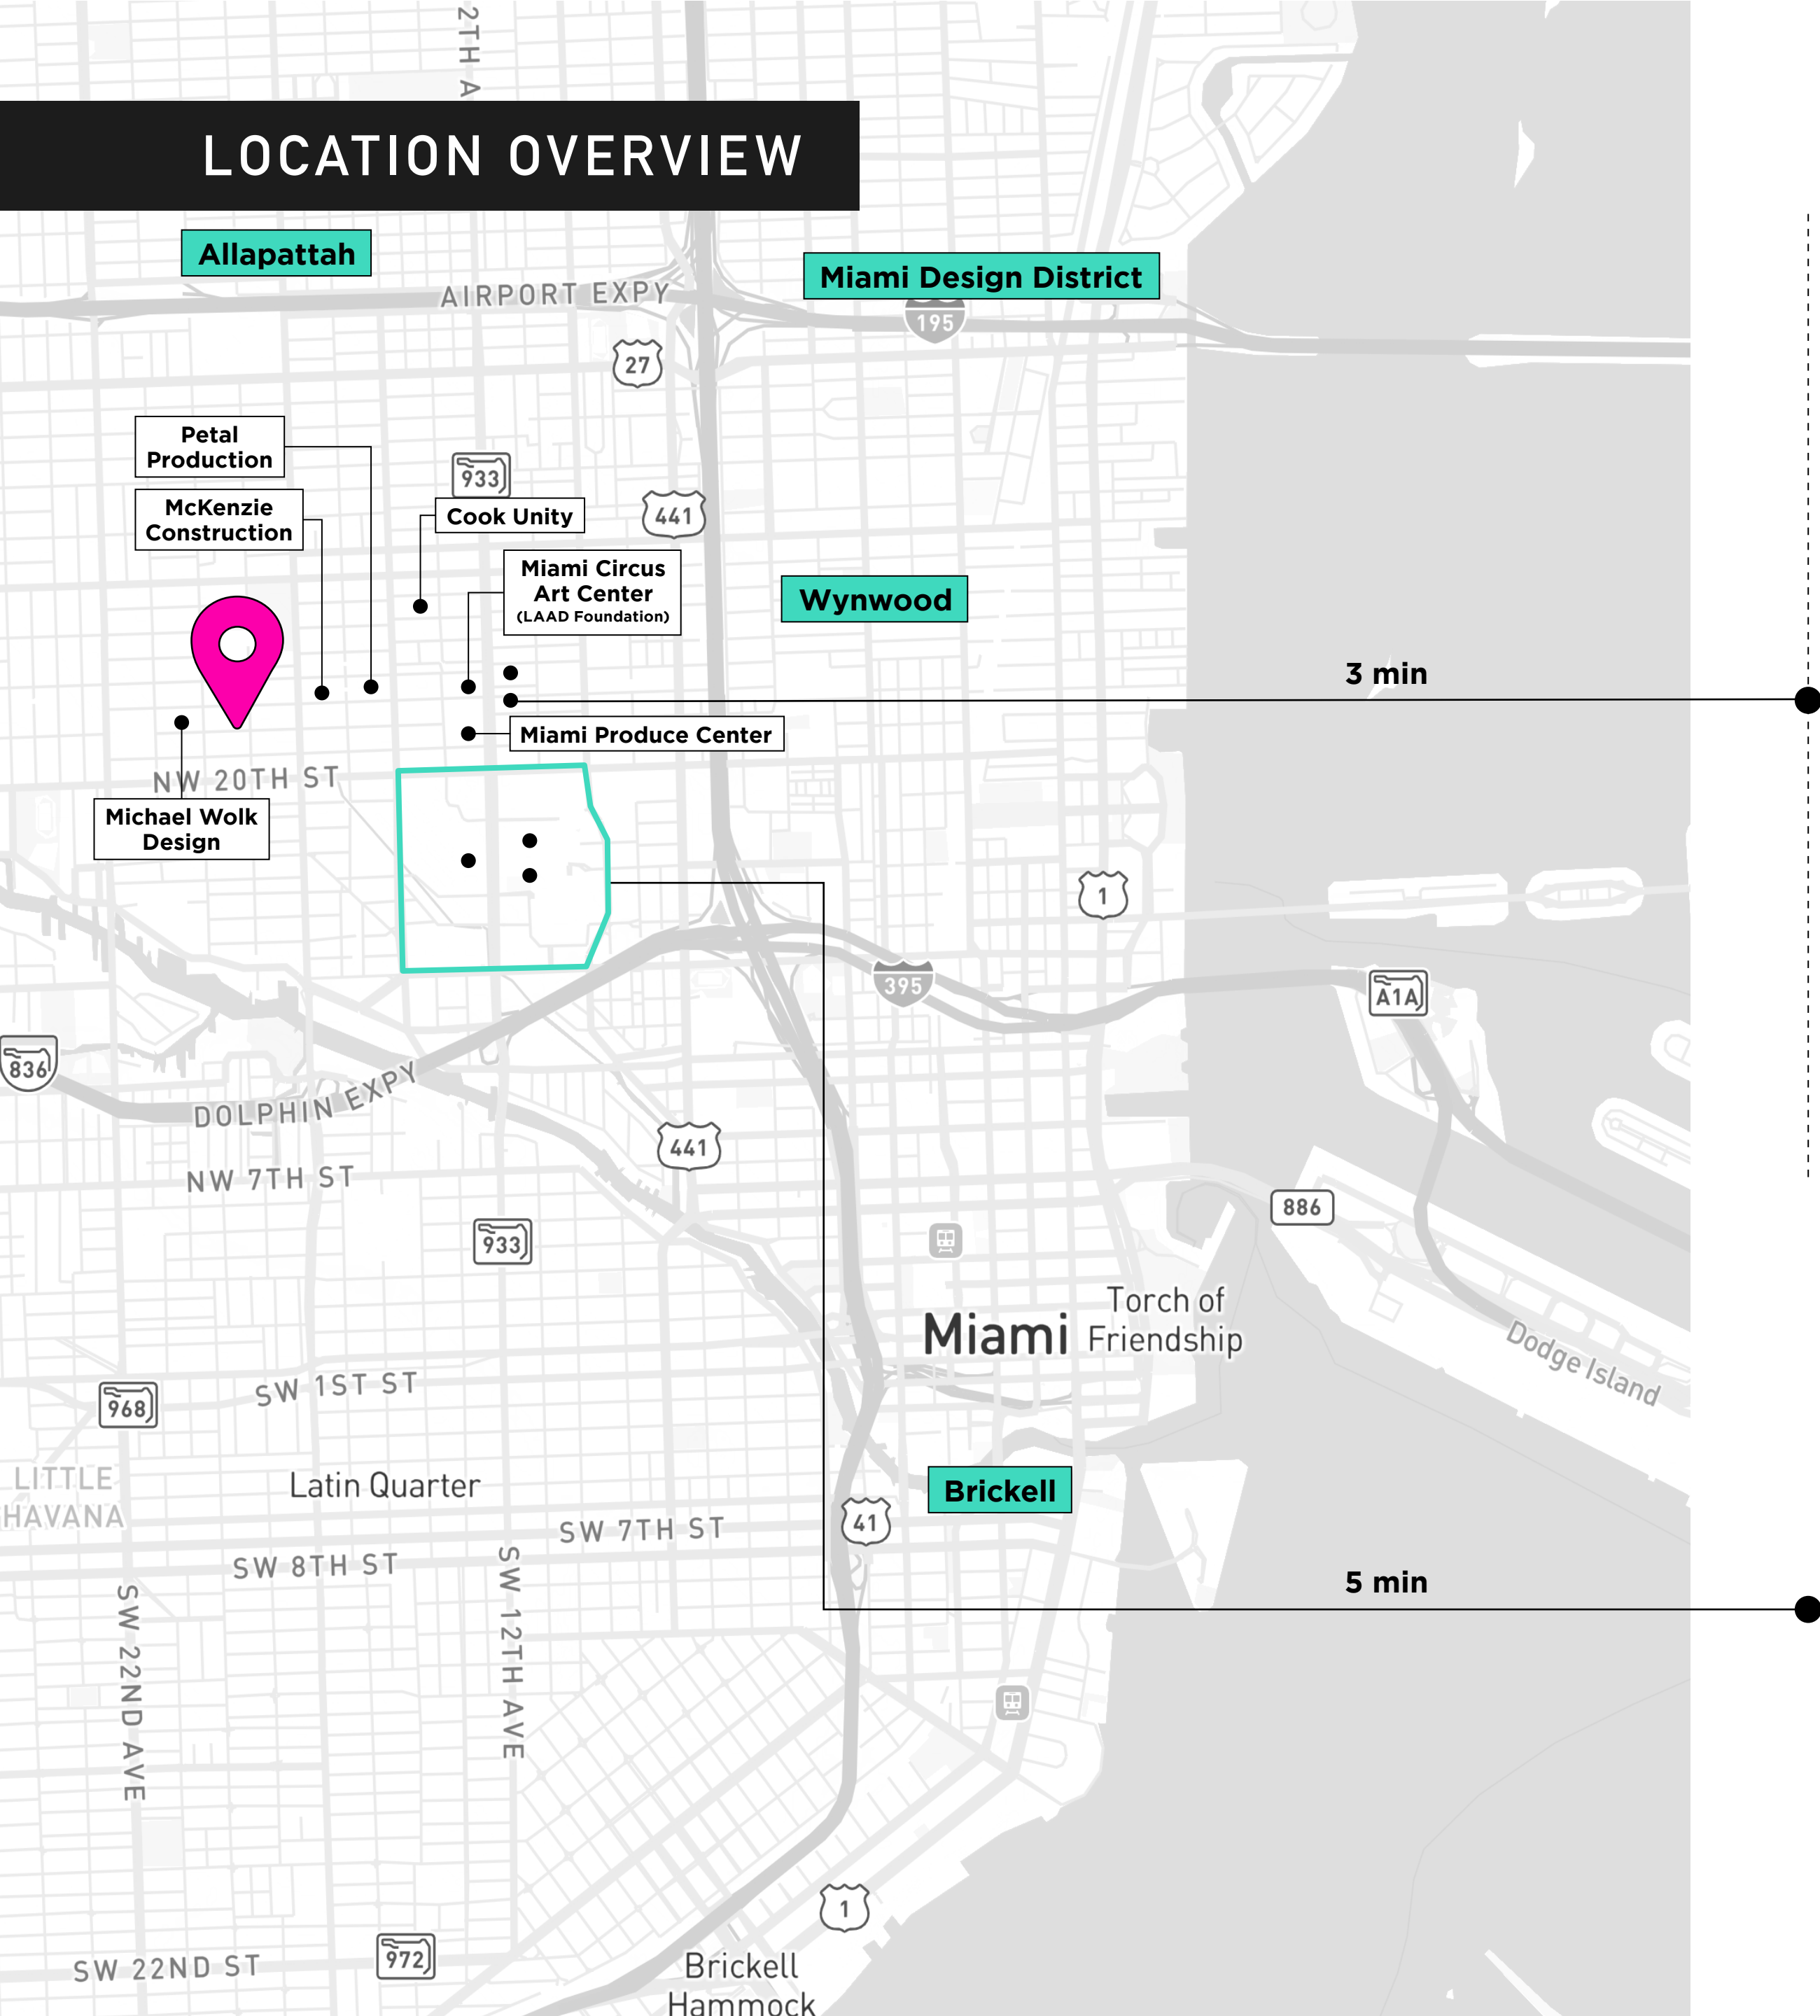 2TH A
LOCATION OVERVIEW
Allapattah
Miami Design District
AIRPORT EXPY
195
27
Petal
Production
933
McKenzie
Construction
Cook Unity
441
Miami Circus
Art Center
(LAAD Foundation)
Wynwood
3 min
Miami Produce Center
NW 20TH ST
Michael Wolk
Design
1
395
A1A
836
DOLPHIN EXPY
441
NW 7TH ST
886
933
Torch of
Friendship
Miami
Dodge Island
SW 1ST ST
968
LITTLE
HAVANA
Latin Quarter
Brickell
41
SW 7TH ST
SW 8TH ST
5 min
SW 22ND AVE
SW 12TH AVE
1
972
SW 22ND ST
Brickell
Hammock